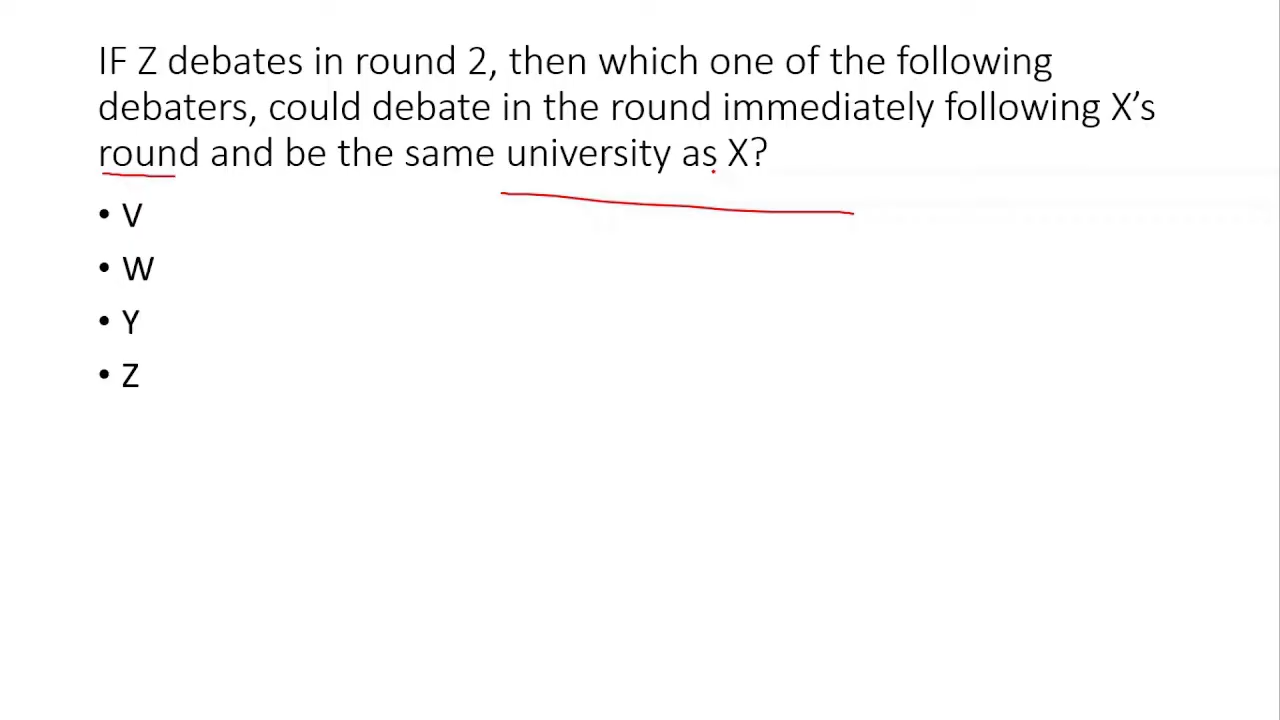 IF Z debates in round 2, then which one of the following
debaters, could debate in the round immediately following X’s
round and be the same university as X?
• V
• W
• Y
• Z